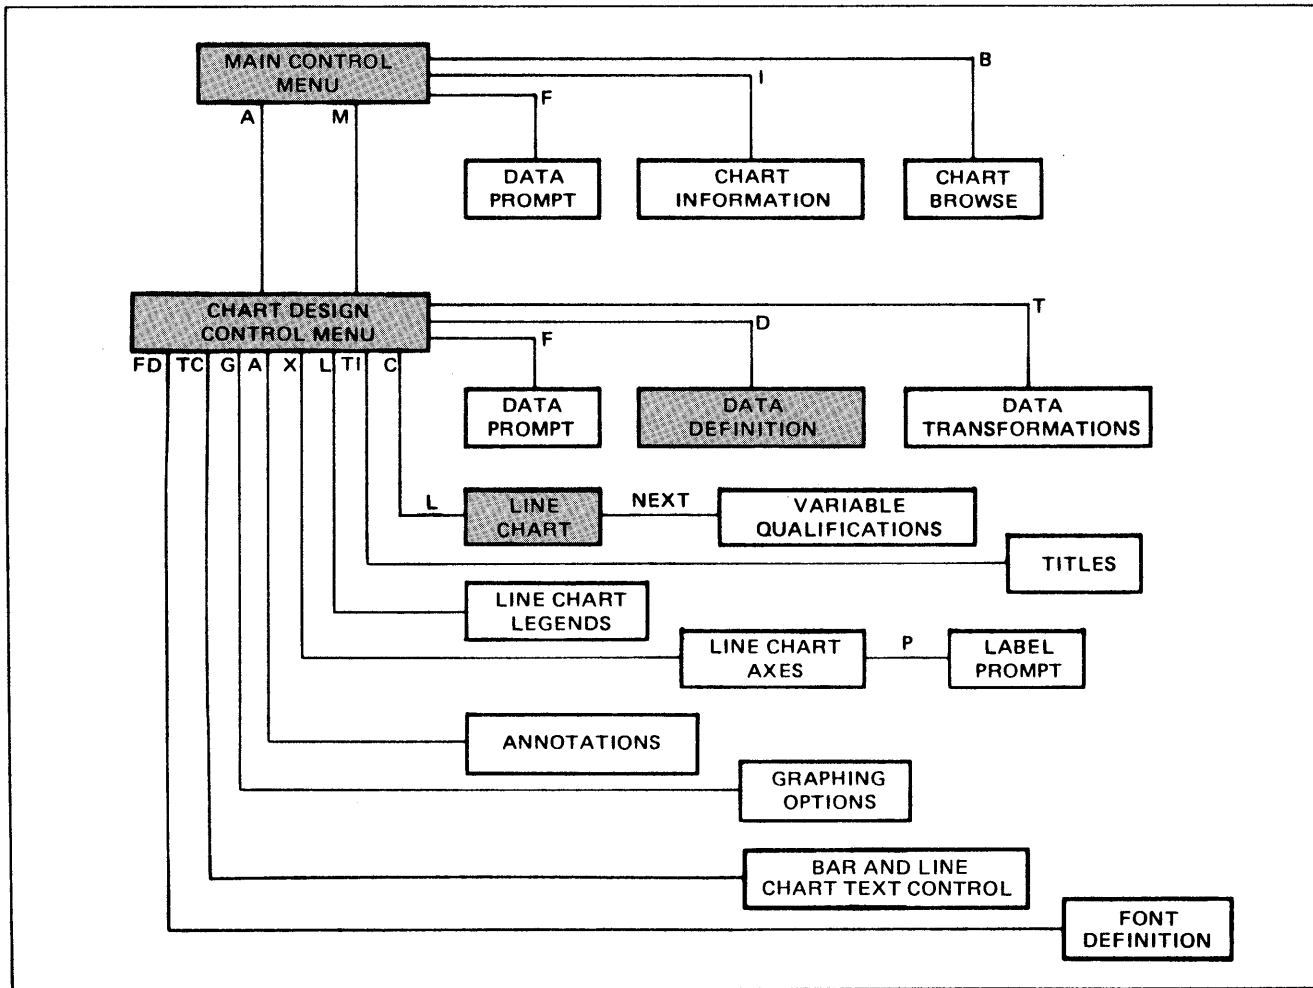 MAIN CONTROL
MENU
B
I
F
A
M
DATA
PROMPT
CHART
INFORMATION
CHART
BROWSE
CHART DESIGN
CONTROL MENU
T
D
F
FD TC G A X L TI C
DATA
PROMPT
DATA
DEFINITION
DATA
TRANSFORMATIONS
L
LINE
CHART
NEXT
VARIABLE
QUALIFICATIONS
TITLES
LINE CHART
LEGENDS
LINE CHART
AXES
P
LABEL
PROMPT
ANNOTATIONS
GRAPHING
OPTIONS
BAR AND LINE
CHART TEXT CONTROL
FONT
DEFINITION